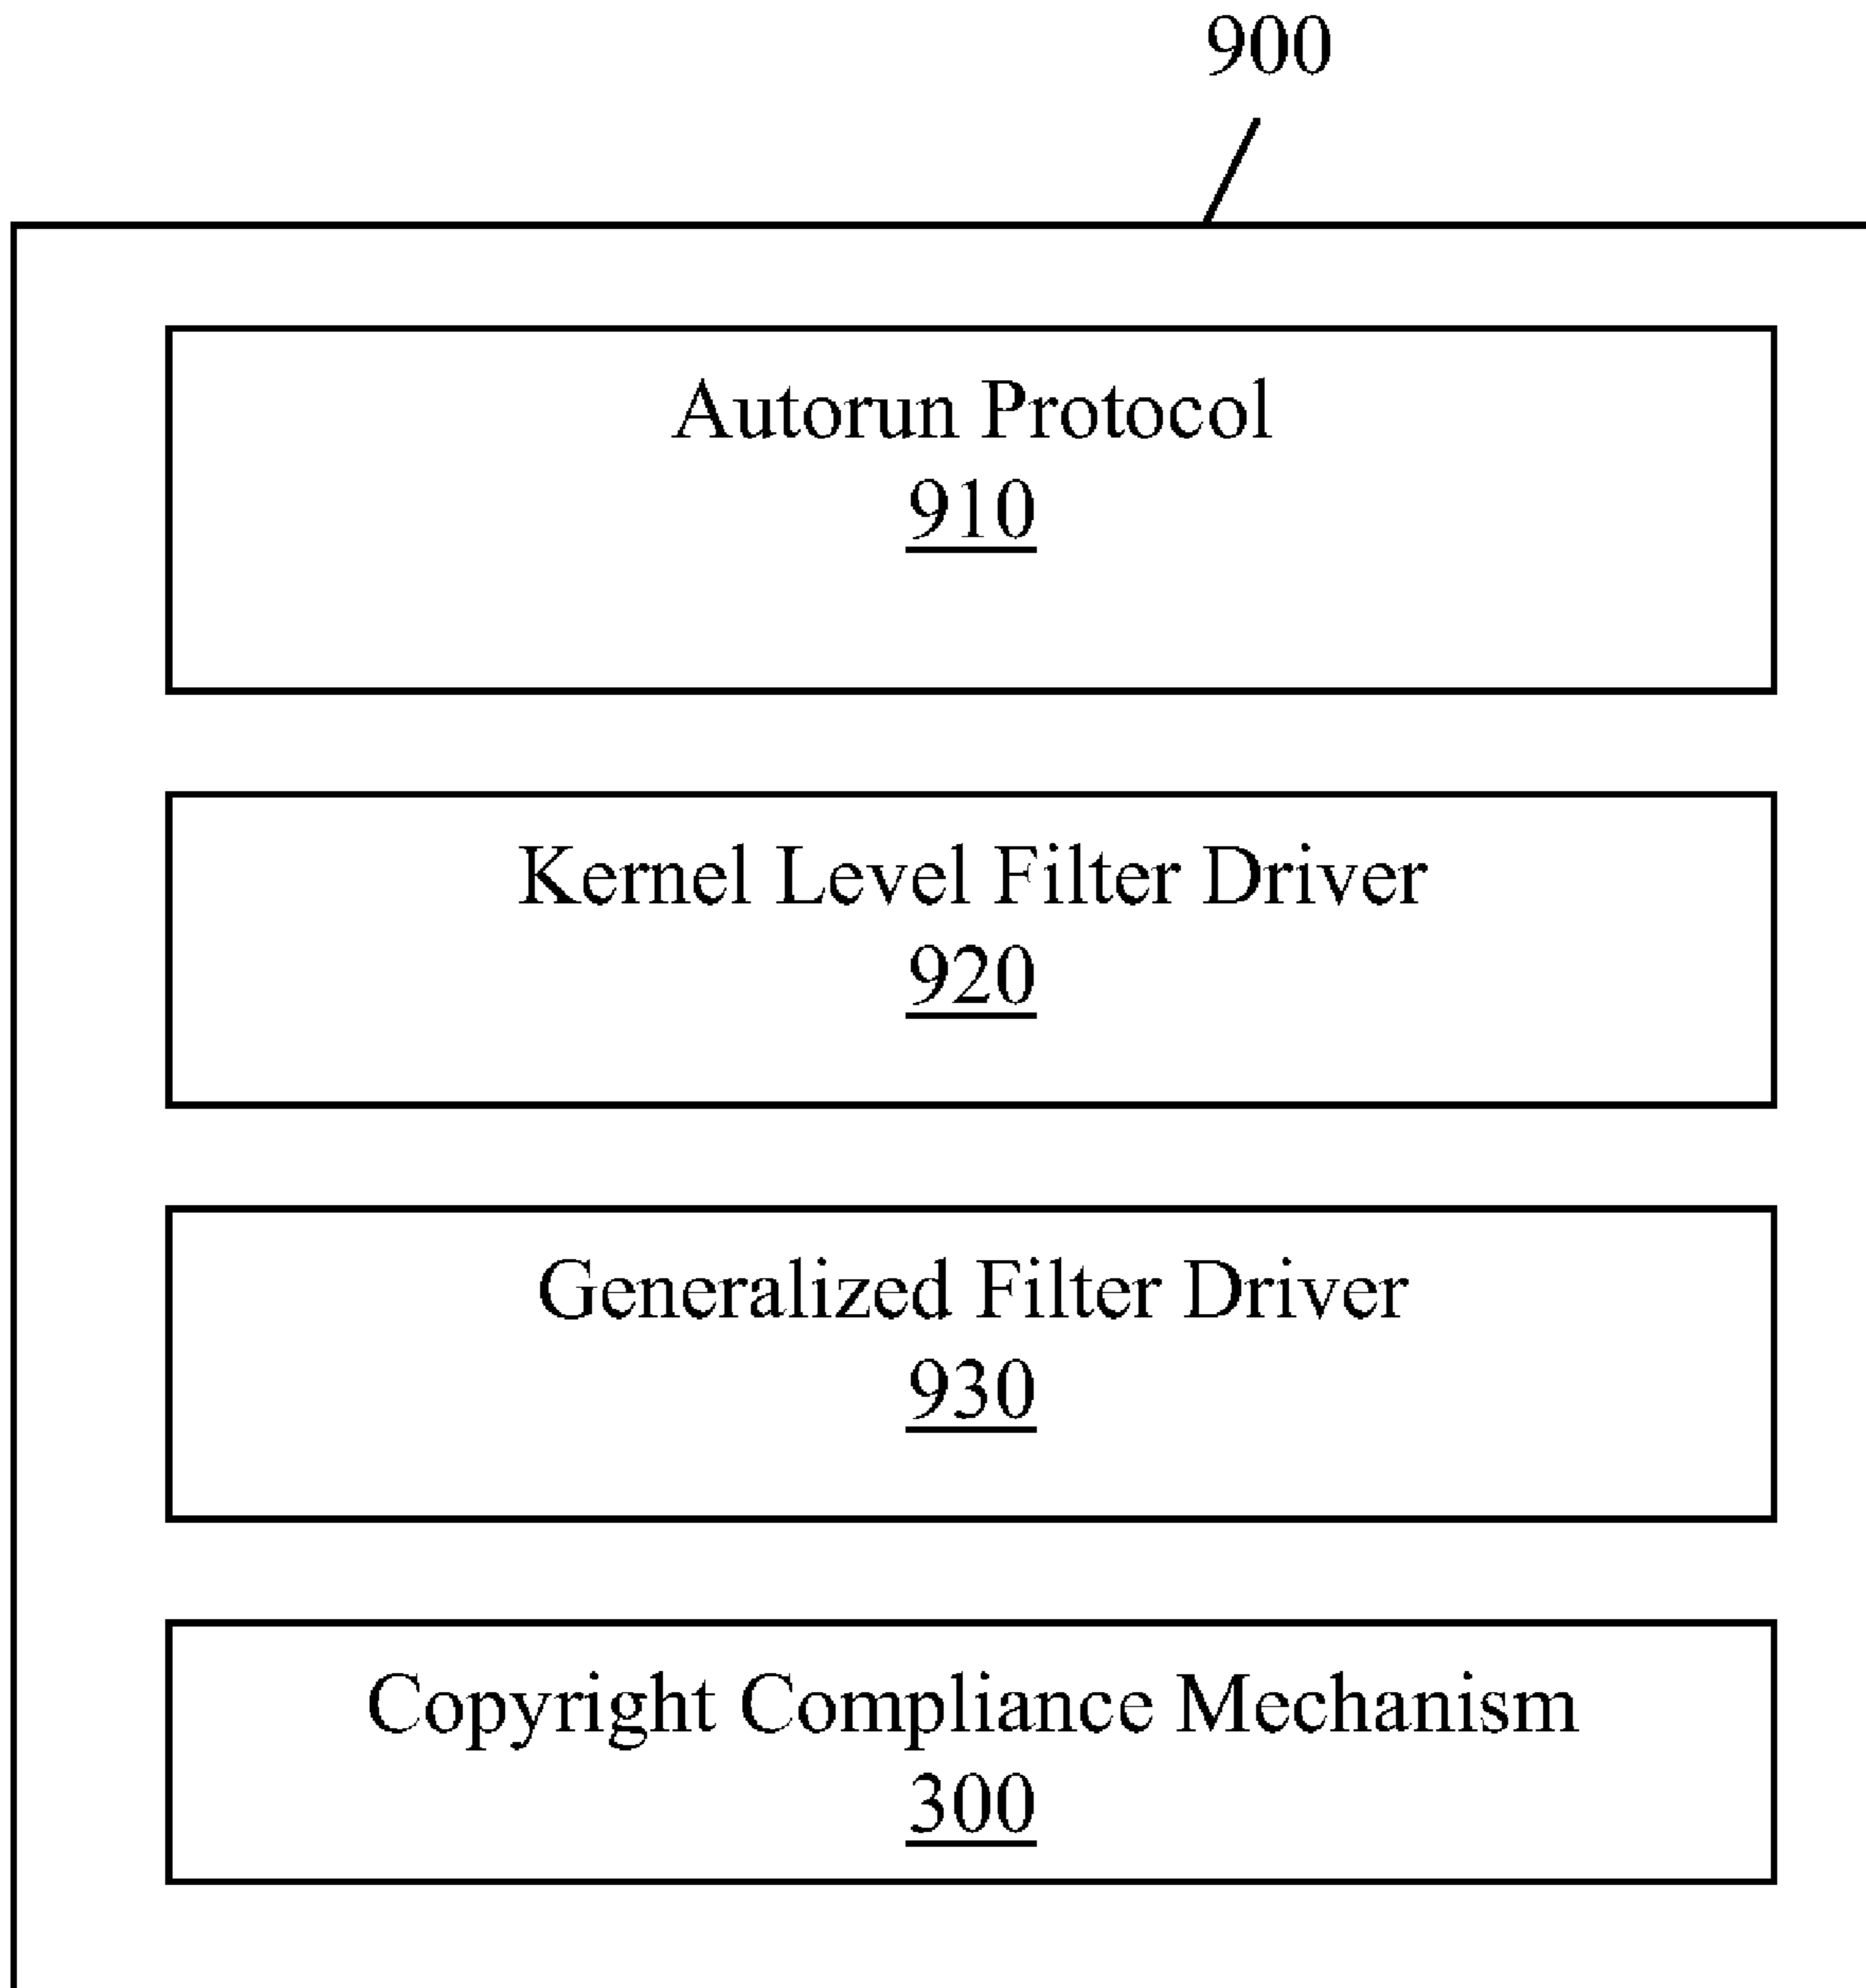 900
Autorun Protocol
910
Kernel Level Filter Driver
920
Generalized Filter Driver
930
Copyright Compliance Mechanism
300